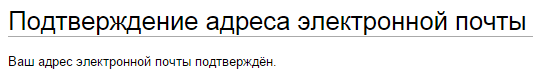 Подтверждение адреса электронной почты
Ваш адрес электронной почты подтверждён.